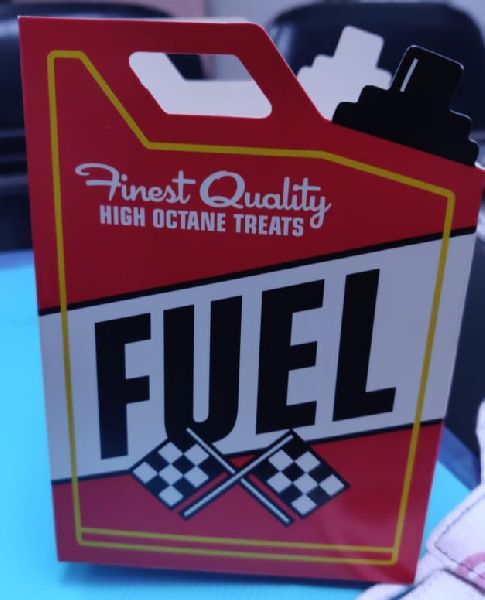 Finest Quality
HIGH OCTANE TREATS
FUEL